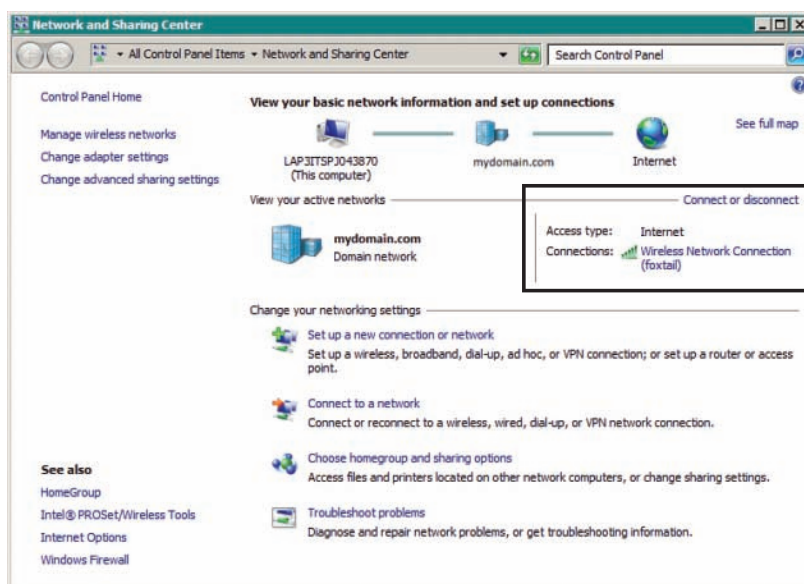 Network and Sharing Center
All Control Panel Items Network and Sharing Center
Search Control Panel
Control Panel Home
Manage wireless networks
Change adapter settings
Change advanced sharing settings
View your basic network information and set up connections
See full map
LAP3ITSPJ043870
(This computer)
mydomain.com
Internet
View your active networks
Connect or disconnect
mydomain.com
Domain network
Access type: Internet
Connections: Wireless Network Connection
(foxtail)
Change your networking settings
Set up a new connection or network
Set up a wireless, broadband, dial-up, ad hoc, or VPN connection; or set up a router or access
point.
Connect to a network
Connect or reconnect to a wireless, wired, dial-up, or VPN network connection.
Choose homegroup and sharing options
Access files and printers located on other network computers, or change sharing settings.
Troubleshoot problems
Diagnose and repair network problems, or get troubleshooting information.
See also
HomeGroup
Intel® PROSet/Wireless Tools
Internet Options
Windows Firewall